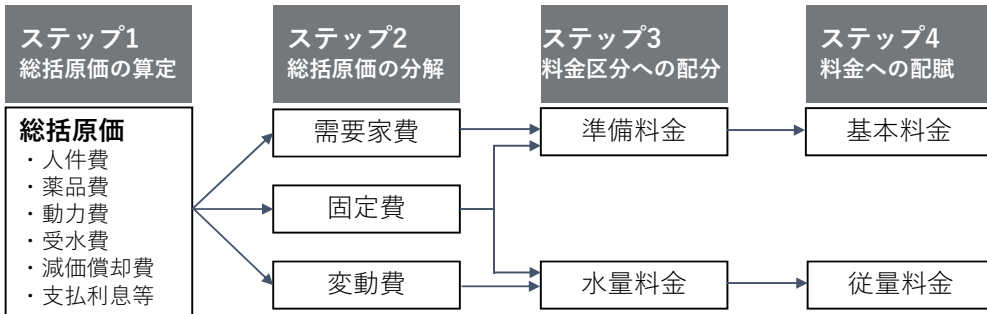 ステップ1
総括原価の算定
ステップ2
総括原価の分解
ステップ3
料金区分への配分
ステップ4
料金への配賦
総括原価
・人件費
・薬品費
・動力費
・受水費
・減価償却費
・支払利息等
需要家費
固定費
変動費
準備料金
水量料金
基本料金
従量料金